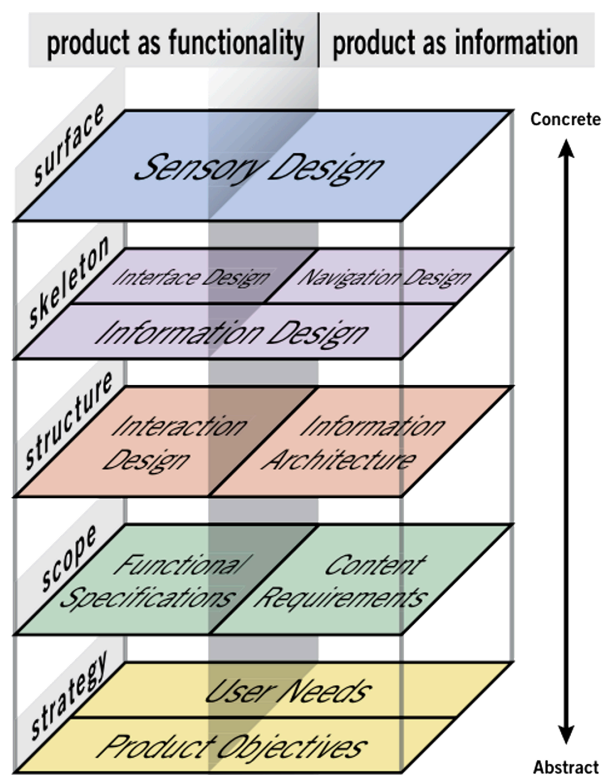 product as functionality
product as information
surface
Sensory Design
Concrete
skeleton
Interface Design
Navigation Design
Information Design
structure
Interaction
Design
Information
Architecture
scope
Functional
Specifications
Content
Requirements
strategy
User Needs
Product Objectives
Abstract